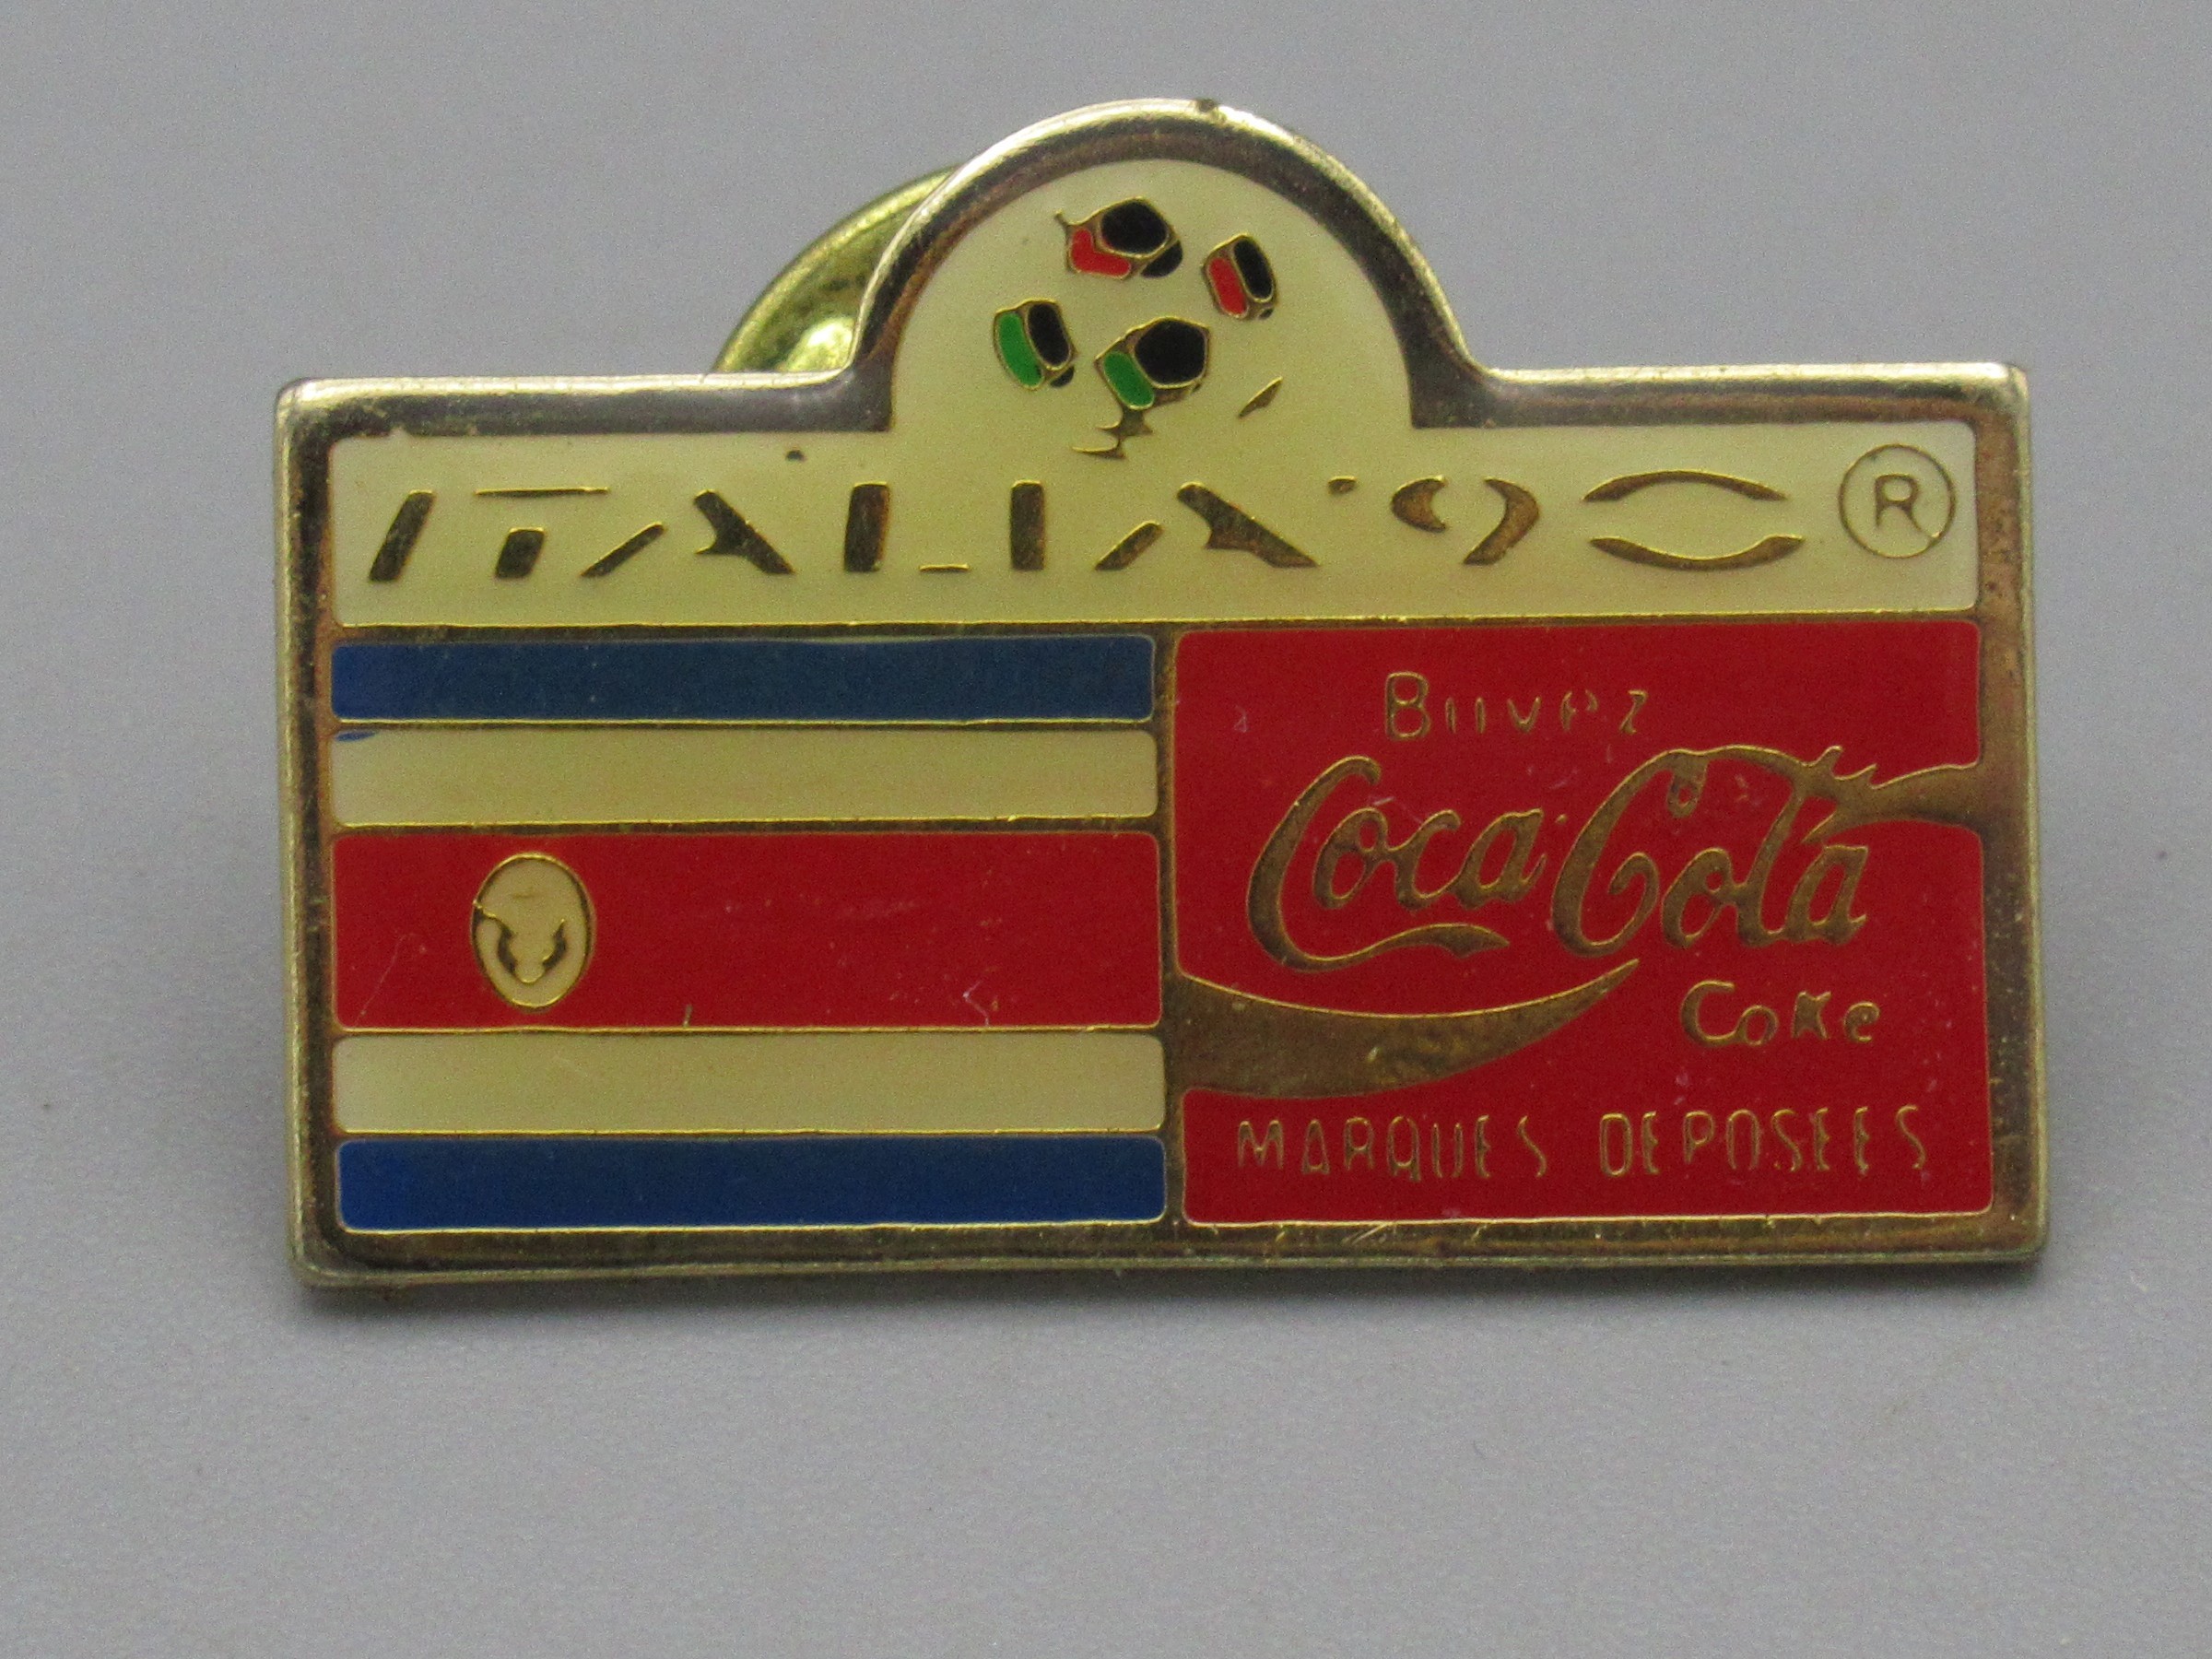 ITALIA'90 ®
Buvez
Coca-Cola
Coke
MARQUES DEPOSEES